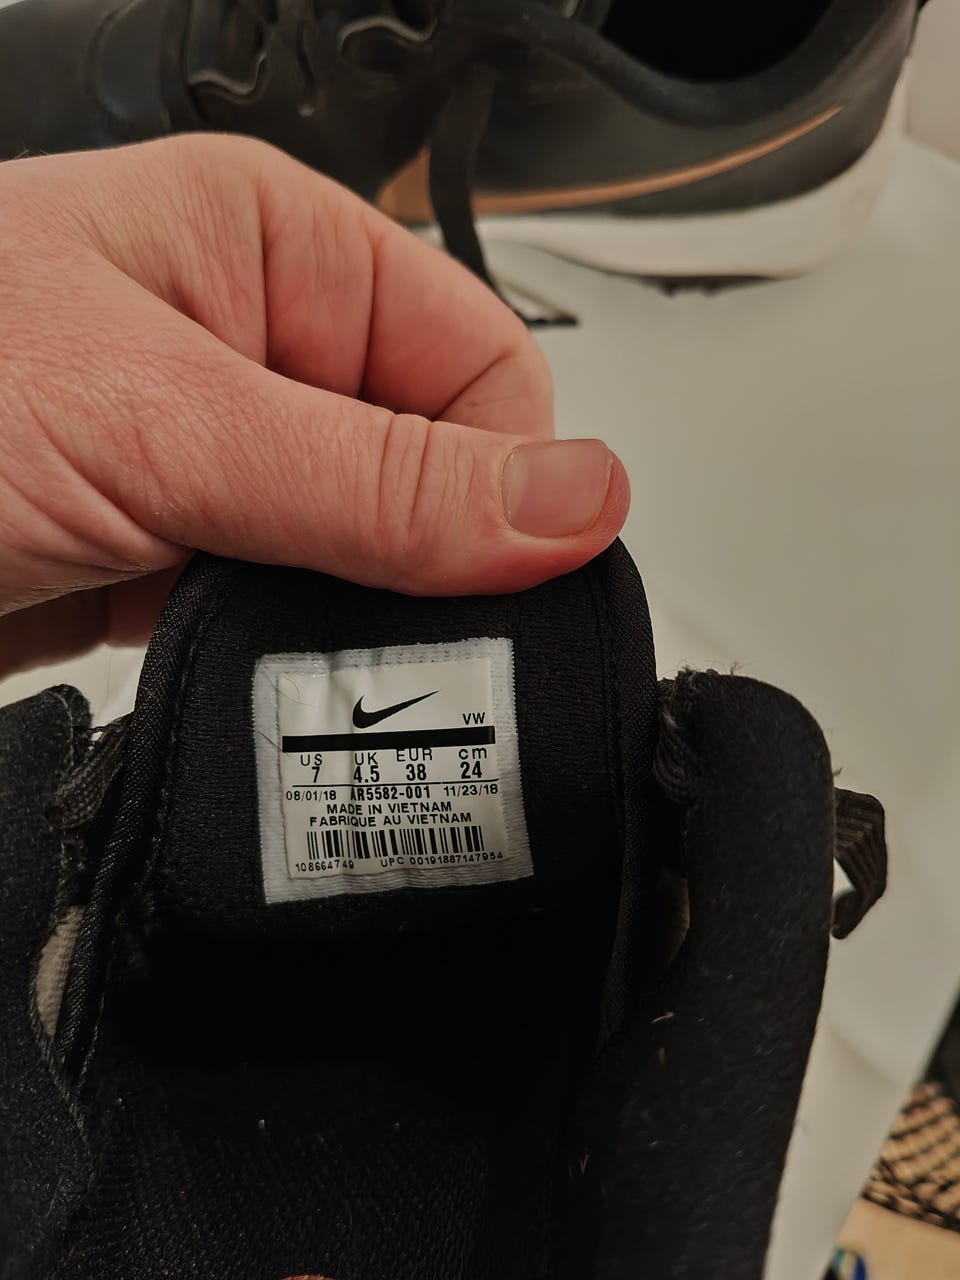 VW
US UK EUR cm
7 4.5 38 24
08/01/18 AR5582-001 11/23/18
MADE IN VIETNAM
FABRIQUE AU VIETNAM
108664749 UPC 00191887147954